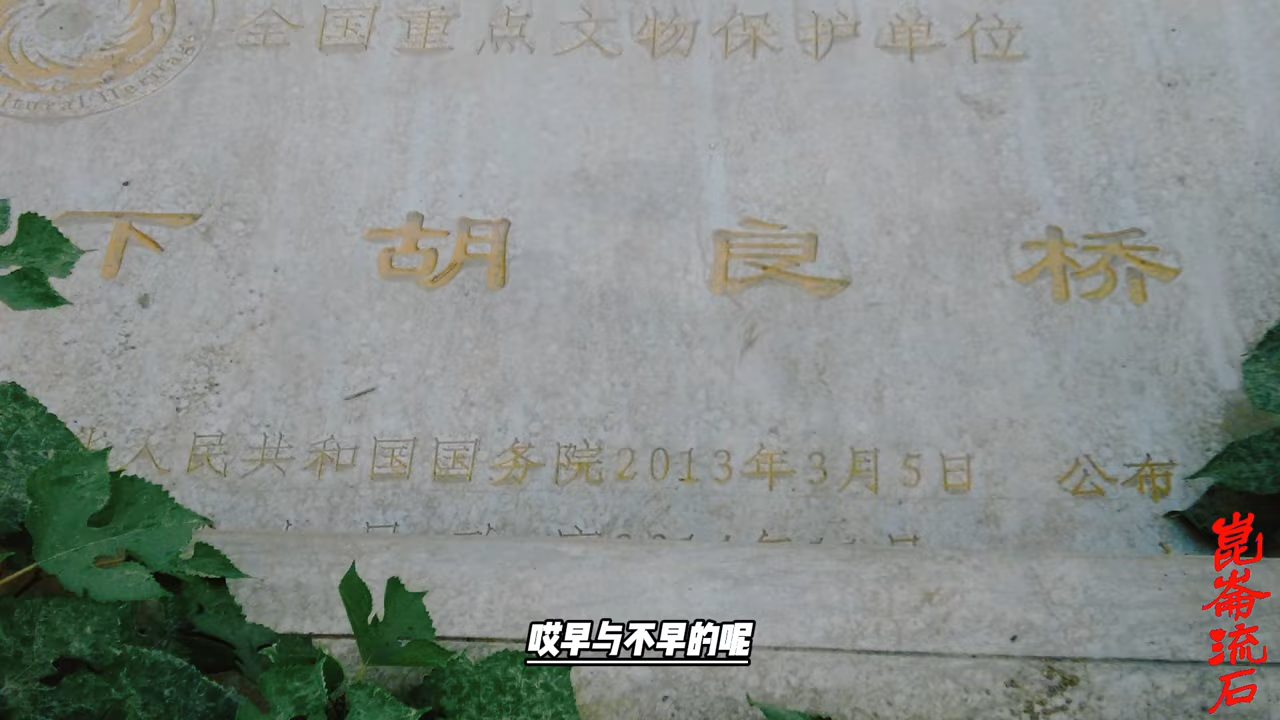 全国重点文物保护单位
下胡良桥
人民共和国国务院2013年3月5日 公布
哎早与不早的呢
崑崙流石